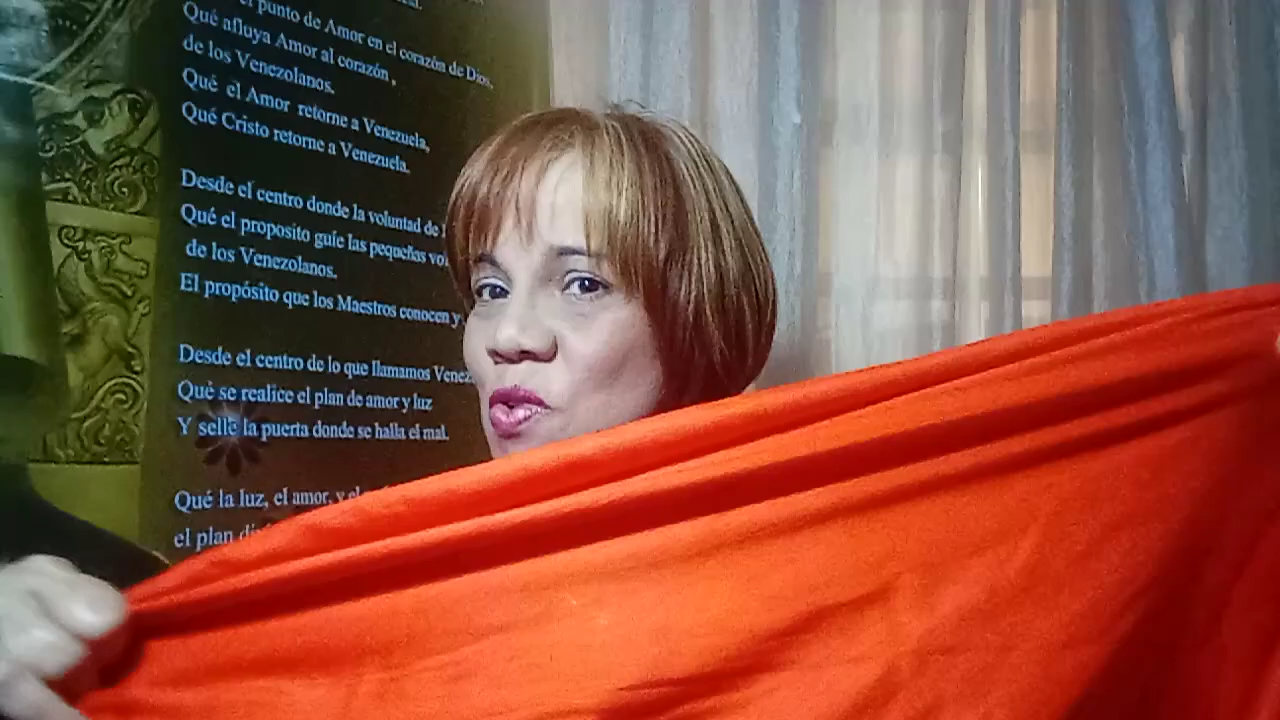 el punto de Amor en el corazón de Dios,
Qué afluya Amor al corazón,
de los Venezolanos.
Qué el Amor retorne a Venezuela,
Qué Cristo retorne a Venezuela.
Desde el centro donde la voluntad de
Qué el proposito guíe las pequeñas
de los Venezolanos.
El propósito que los Maestros conocen y
Desde el centro de lo que llamamos
Qué se realice el plan de amor y luz
Y selle la puerta donde se halla el mal.
Qué la luz, el amor, y el
el plan